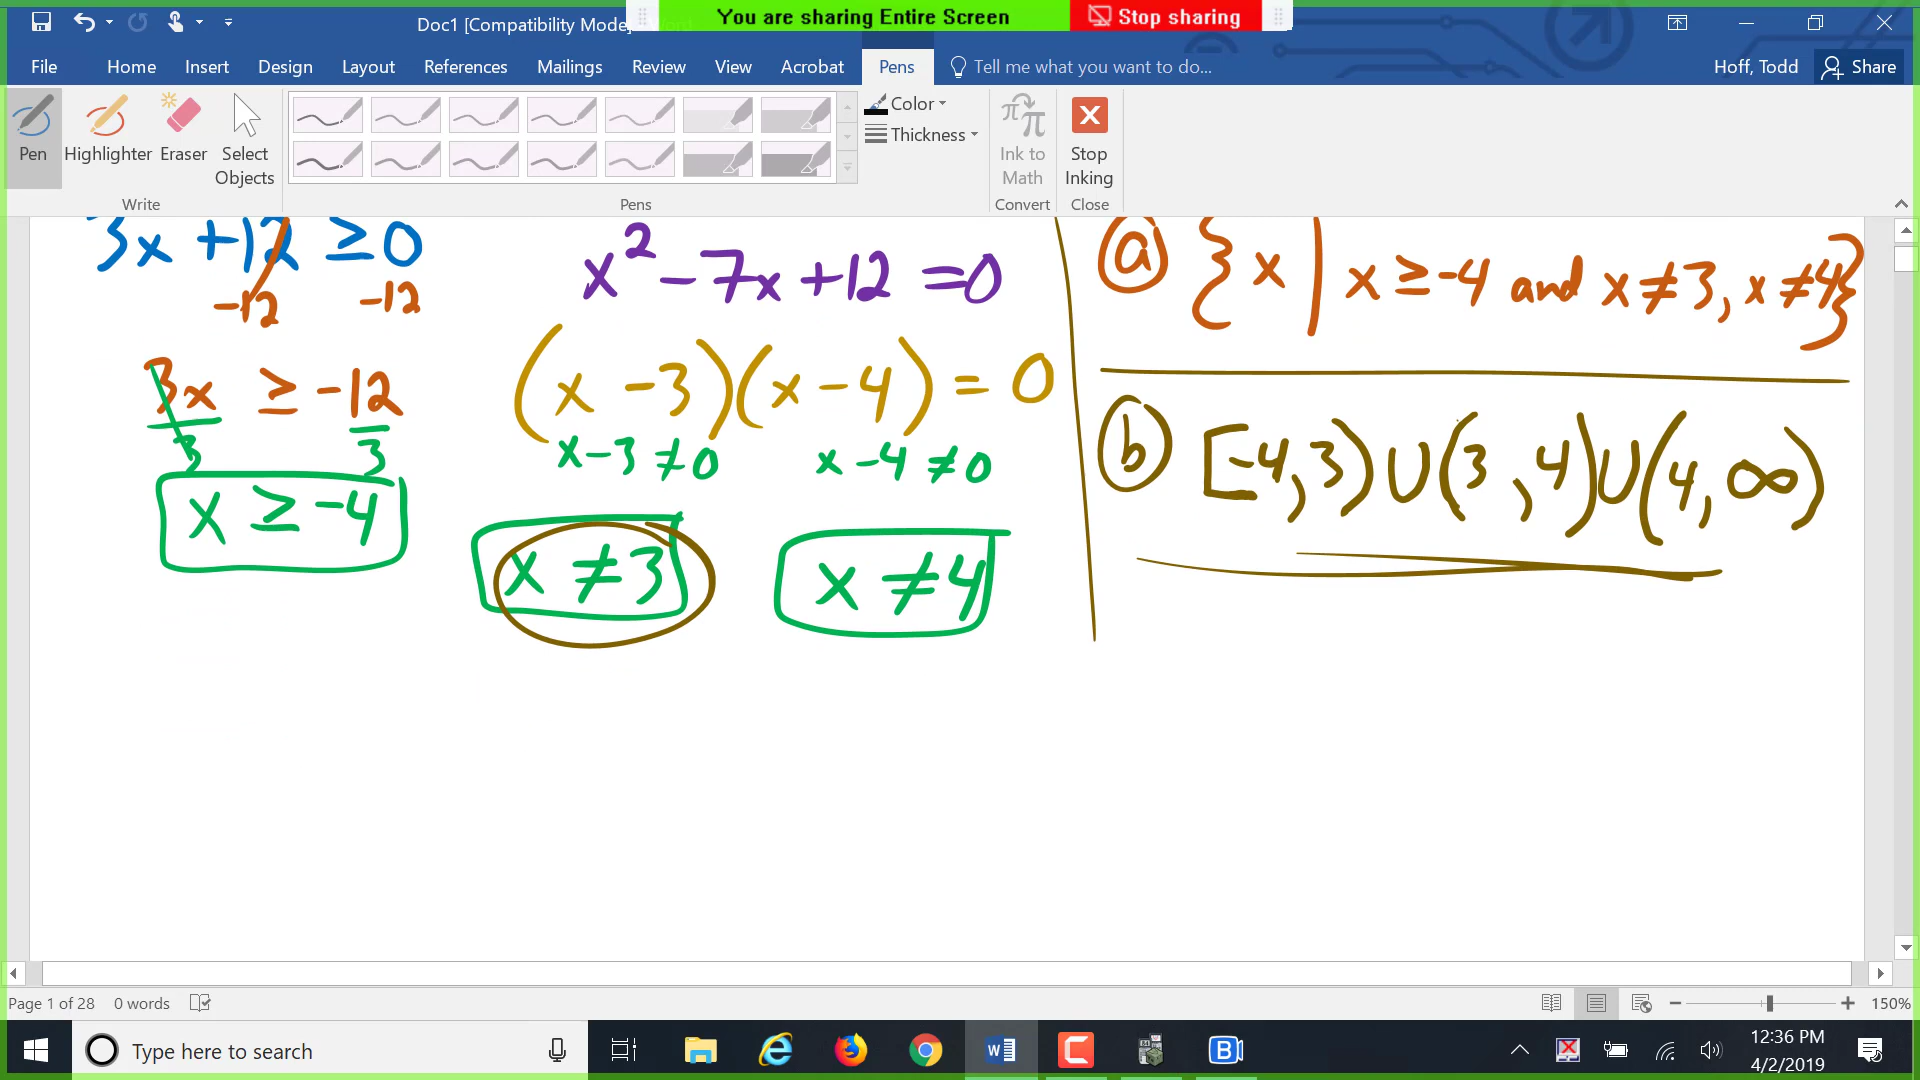 You are sharing Entire Screen Stop sharing
Doc1 [Compatibility Mode]
File Home Insert Design Layout References Mailings Review View Acrobat Pens Tell me what you want to do... Hoff, Todd Share
Pen Highlighter Eraser Select Objects
Color
Thickness
Ink to Math
Stop Inking
Write Pens Convert Close
3x +12 ≥0
-12 -12
3x ≥ -12
3 3
x ≥ -4
x² - 7x +12 =0
(x -3)(x -4) = 0
x-3 ≠0 x -4 ≠0
x ≠3 x ≠4
a { x | x ≥ -4 and x ≠3, x ≠4}
b [-4,3)U(3,4)U(4,∞)
Page 1 of 28 0 words 150%
Type here to search
12:36 PM
4/2/2019